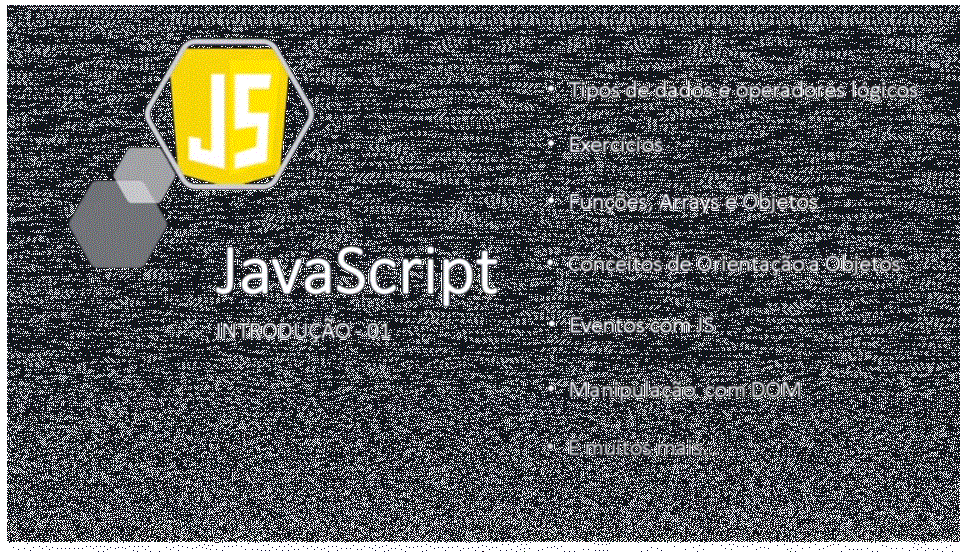 JS
JavaScript
INTRODUÇÃO - 01
• Tipos de dados e operadores lógicos
• Exercícios
• Funções, Arrays e Objetos
• Conceitos de Orientação a Objetos
• Eventos com JS
• Manipulação com DOM
• E muitos mais...